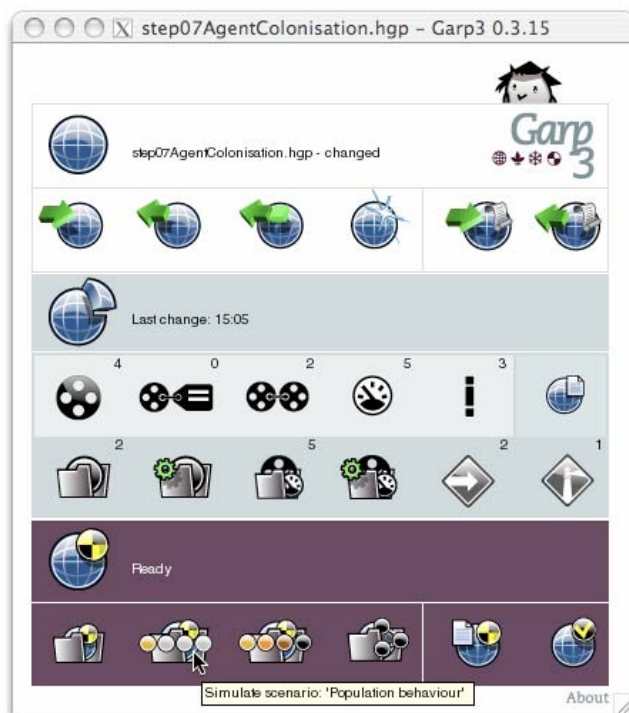 step07AgentColonisation.hgp - Garp3 0.3.15
Garp
3
step07AgentColonisation.hgp - changed
Last change: 15:05
4 0 2 5 3
2 5 2 1
Ready
Simulate scenario: 'Population behaviour'
About